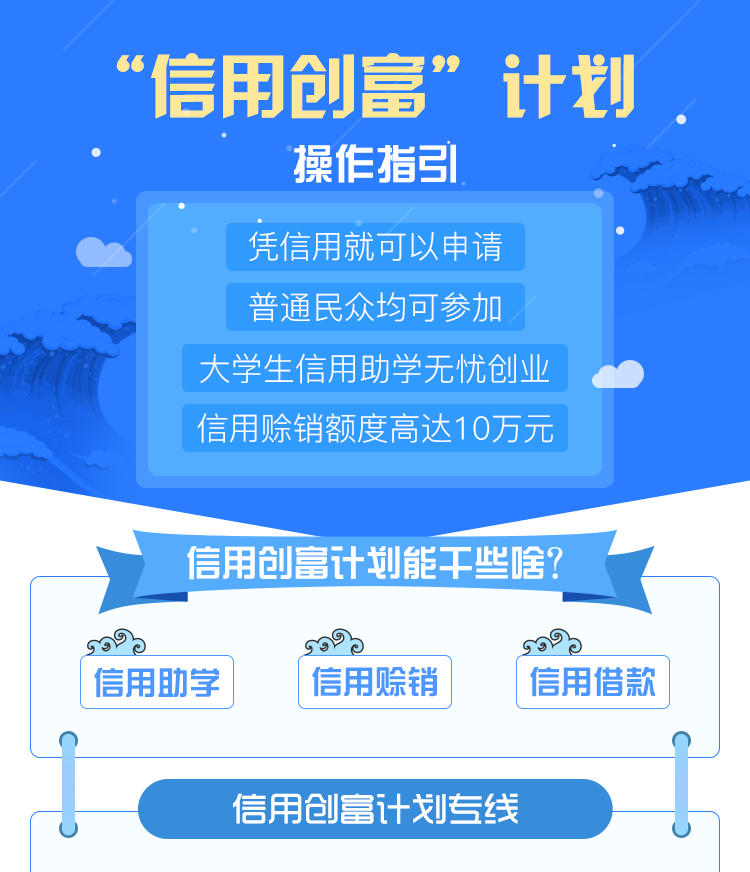 “信用创富”计划
操作指引
凭信用就可以申请
普通民众均可参加
大学生信用助学无忧创业
信用赊销额度高达10万元
信用创富计划能干些啥?
信用助学 信用赊销 信用借款
信用创富计划专线